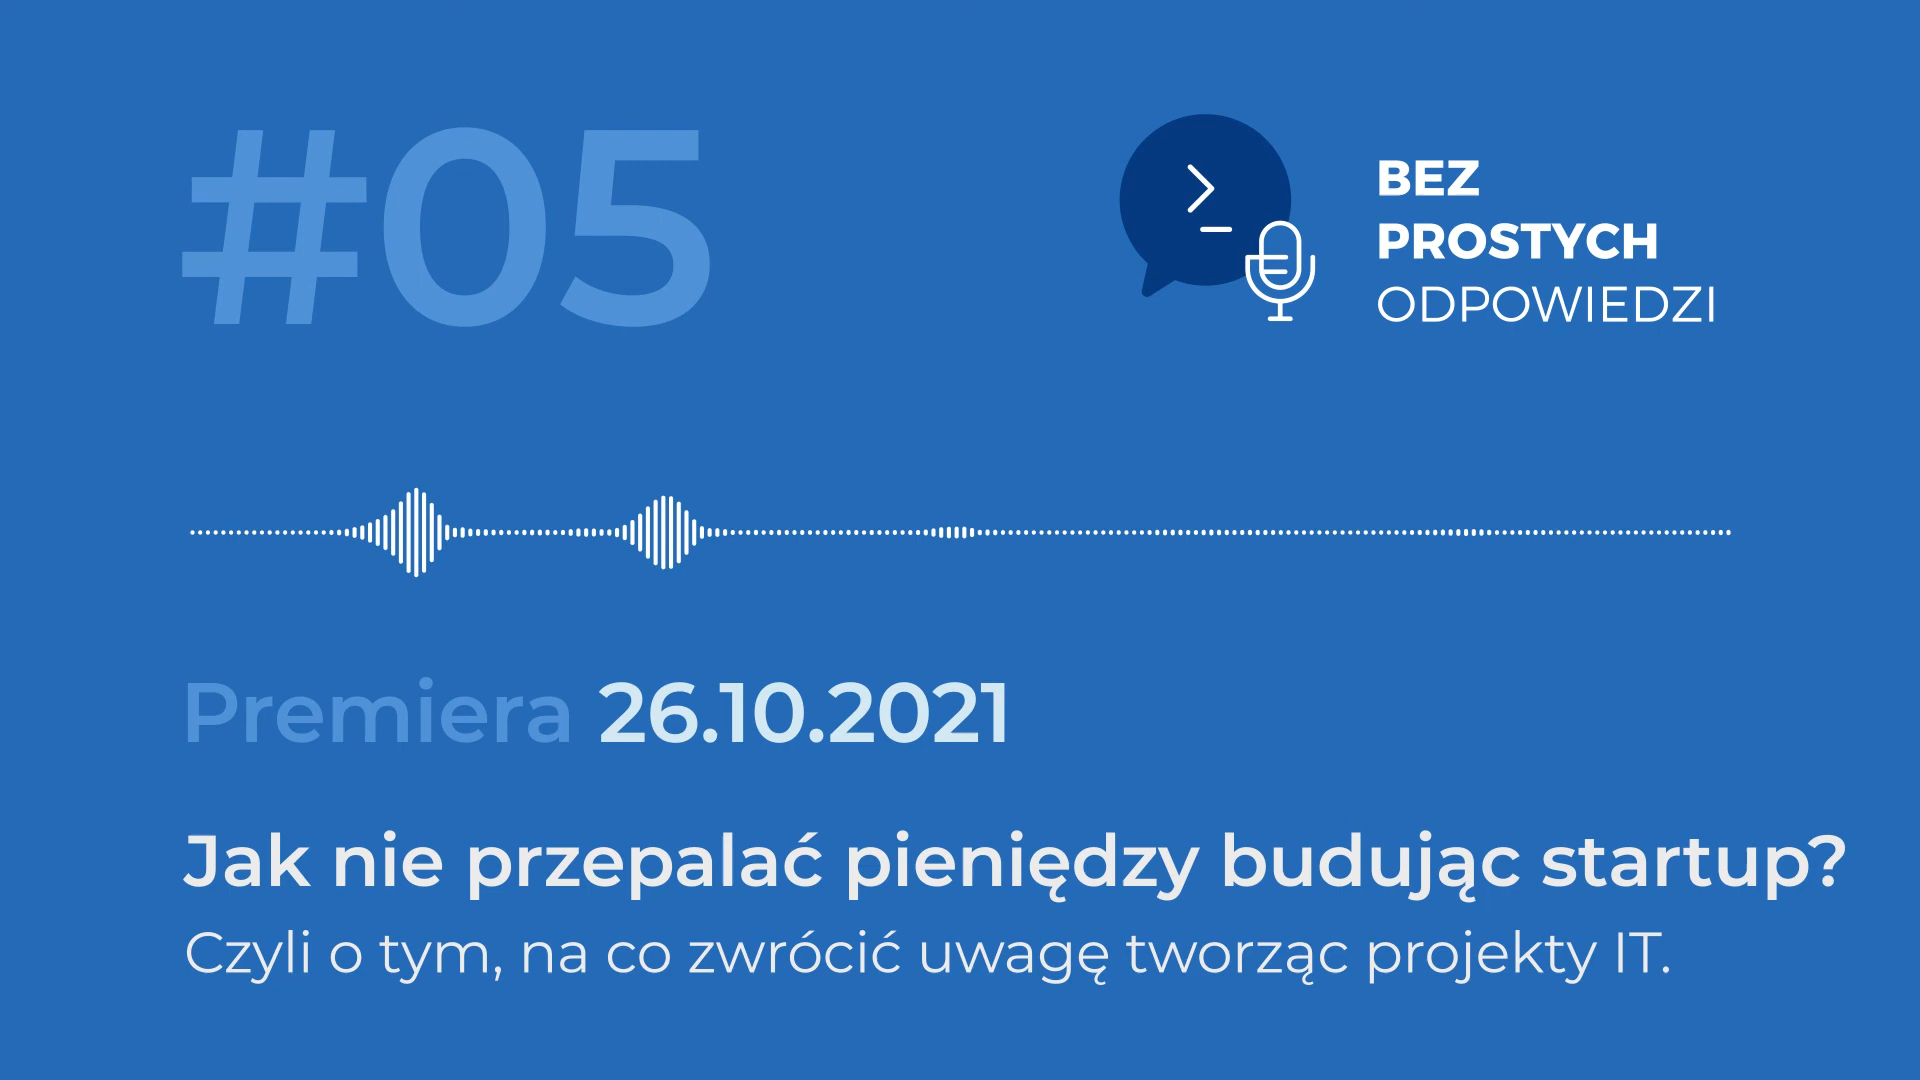 #05
BEZ
PROSTYCH
ODPOWIEDZI
Premiera 26.10.2021
Jak nie przepalać pieniędzy budując startup?
Czyli o tym, na co zwrócić uwagę tworząc projekty IT.